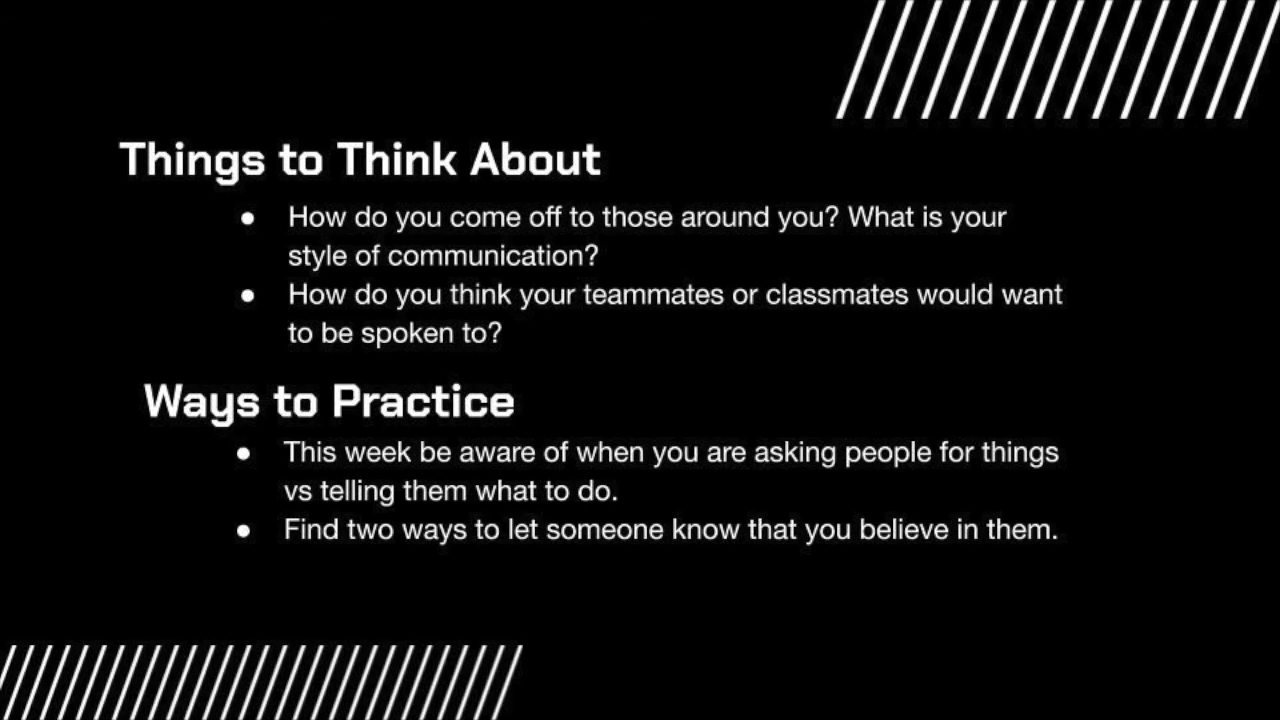 Things to Think About
● How do you come off to those around you? What is your
style of communication?
● How do you think your teammates or classmates would want
to be spoken to?
Ways to Practice
● This week be aware of when you are asking people for things
vs telling them what to do.
● Find two ways to let someone know that you believe in them.